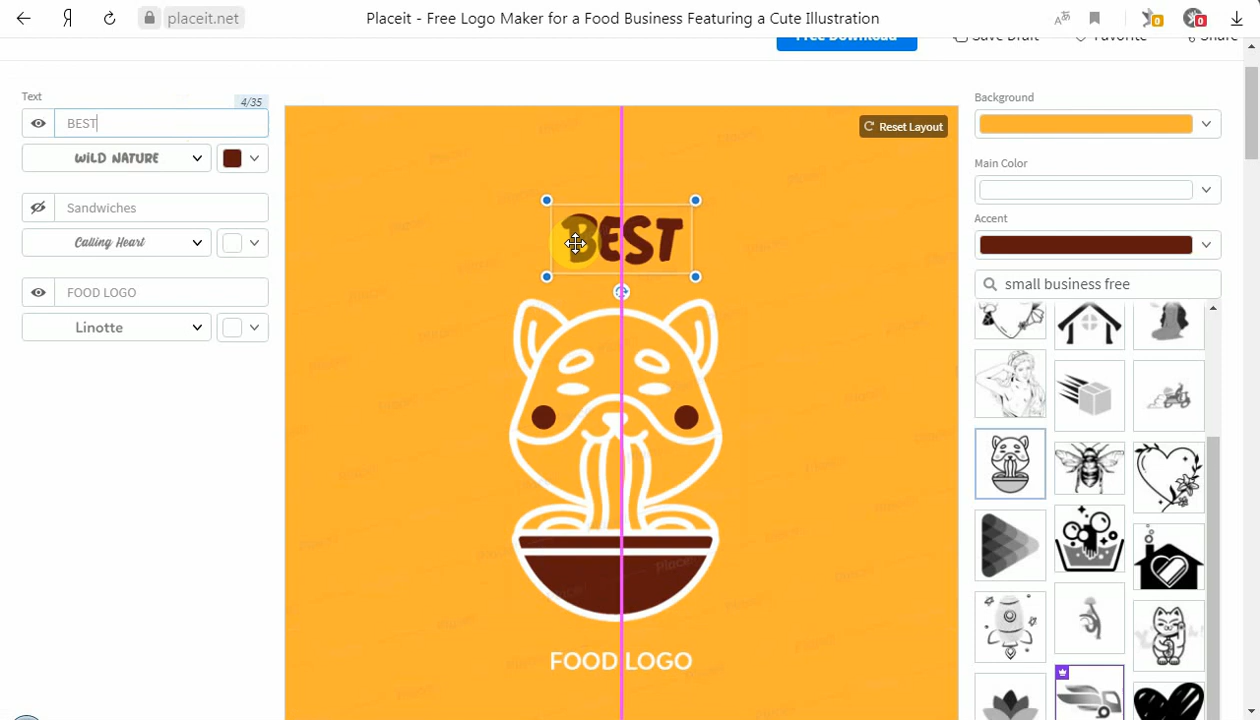 Я
placeit.net
Placeit - Free Logo Maker for a Food Business Featuring a Cute Illustration
0
0
Free Download
Save Draft
Favorite
Share
Text
4/35
BEST
WILD NATURE
Sandwiches
Calling Heart
FOOD LOGO
Linotte
Reset Layout
BEST
FOOD LOGO
Background
Main Color
Accent
small business free